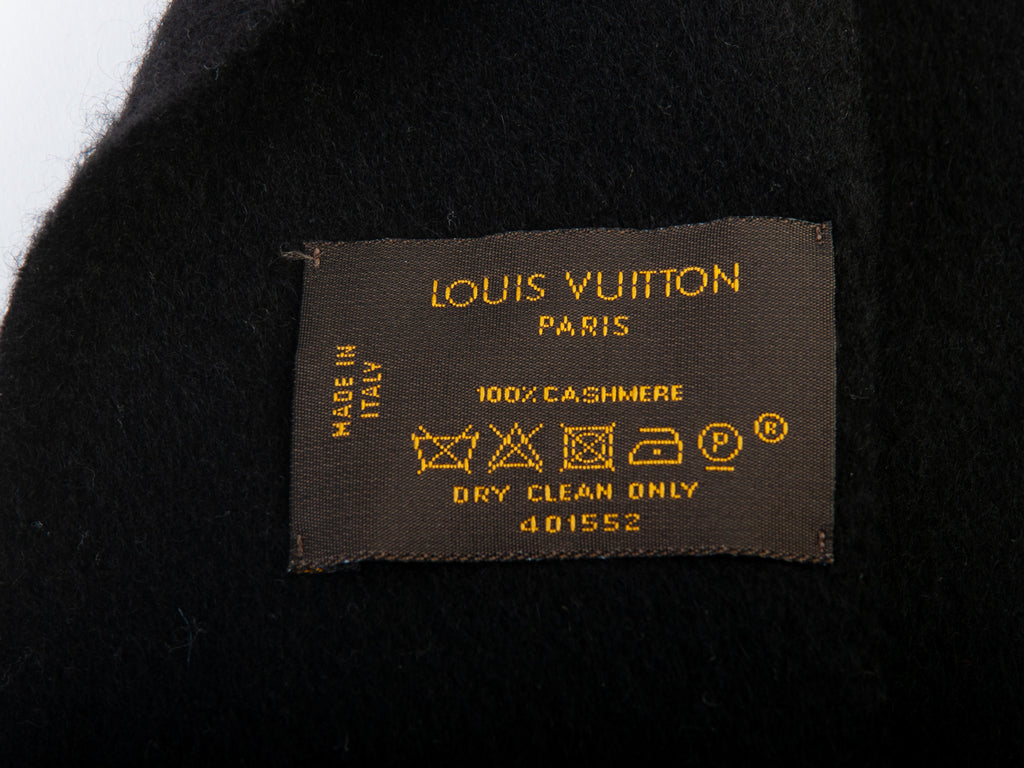 LOUIS VUITTON
PARIS
MADE IN
ITALY
100% CASHMERE
P ®
DRY CLEAN ONLY
401552